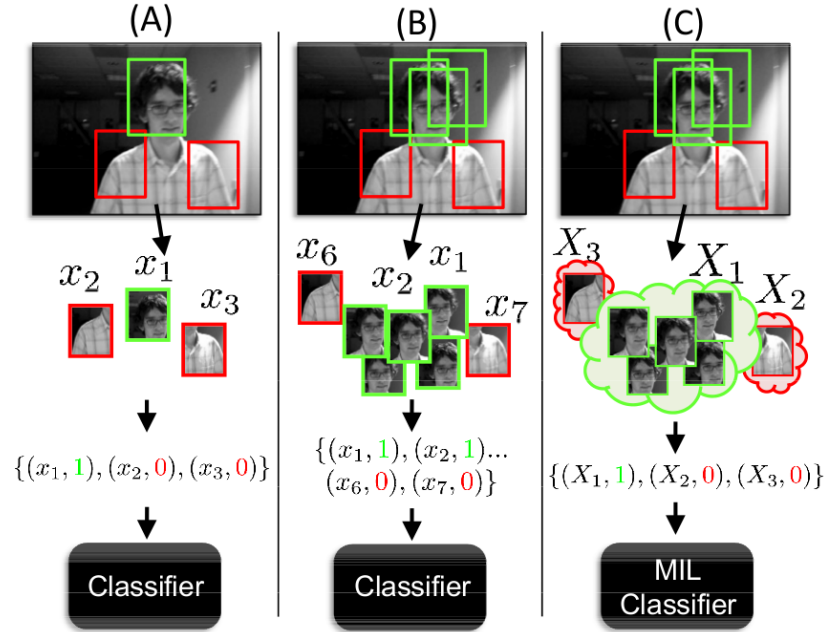 (A)
x₂ x₁ x₃
{(x₁, 1), (x₂, 0), (x₃, 0)}
Classifier
(B)
x₆ x₂ x₁ x₇
{(x₁, 1), (x₂, 1)...
(x₆, 0), (x₇, 0)}
Classifier
(C)
X₃ X₁ X₂
{(X₁, 1), (X₂, 0), (X₃, 0)}
MIL
Classifier